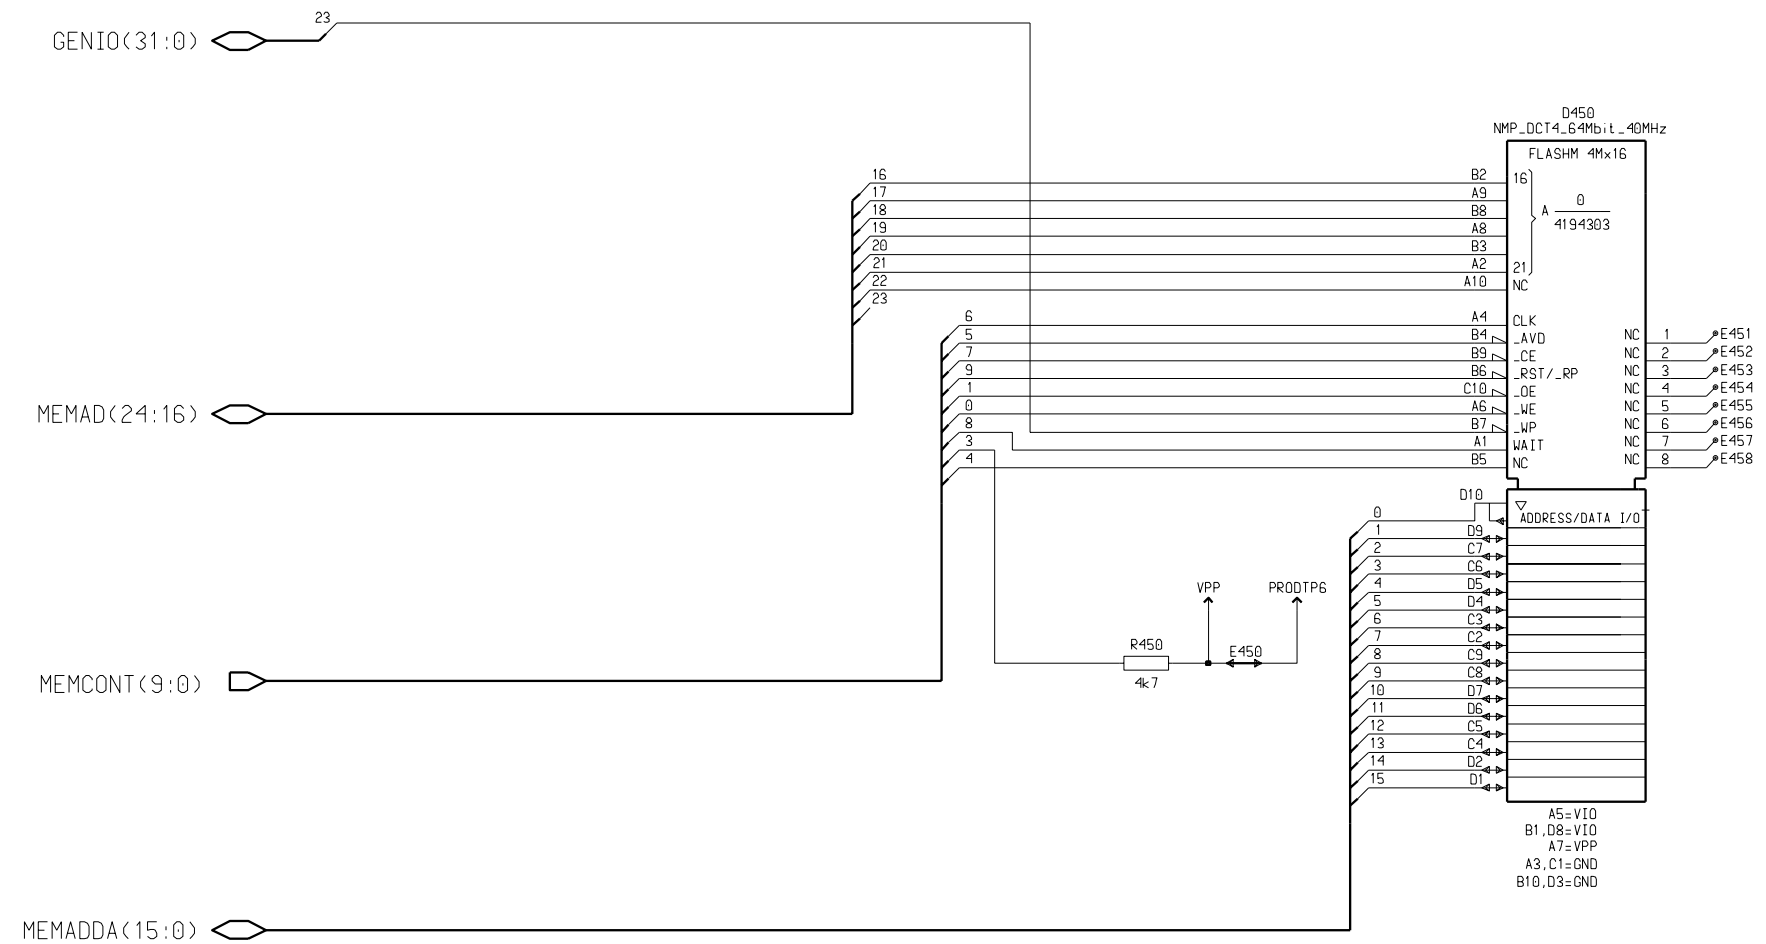 23
GENIO(31:0)
D450
NMP_DCT4_64Mbit_40MHz
FLASHM 4Mx16
16 B2 16
17 A9
18 B8 A 0
19 A8 4194303
20 B3
21 A2 21
22 A10 NC
23
6 A4 CLK
5 B4 _AVD NC 1 E451
7 B9 _CE NC 2 E452
9 B6 _RST/_RP NC 3 E453
1 C10 _OE NC 4 E454
MEMAD(24:16) 0 A6 _WE NC 5 E455
8 B7 _WP NC 6 E456
3 A1 WAIT NC 7 E457
4 B5 NC NC 8 E458
D10
0 ADDRESS/DATA I/O
1 D9
2 C7
3 C6
4 D5
VPP PRODTP6
5 D4
6 C3
7 C2
R450 E450
8 C9
9 C8
4k7
MEMCONT(9:0)
10 D7
11 D6
12 C5
13 C4
14 D2
15 D1
A5=VIO
B1,D8=VIO
A7=VPP
A3,C1=GND
B10,D3=GND
MEMADDA(15:0)